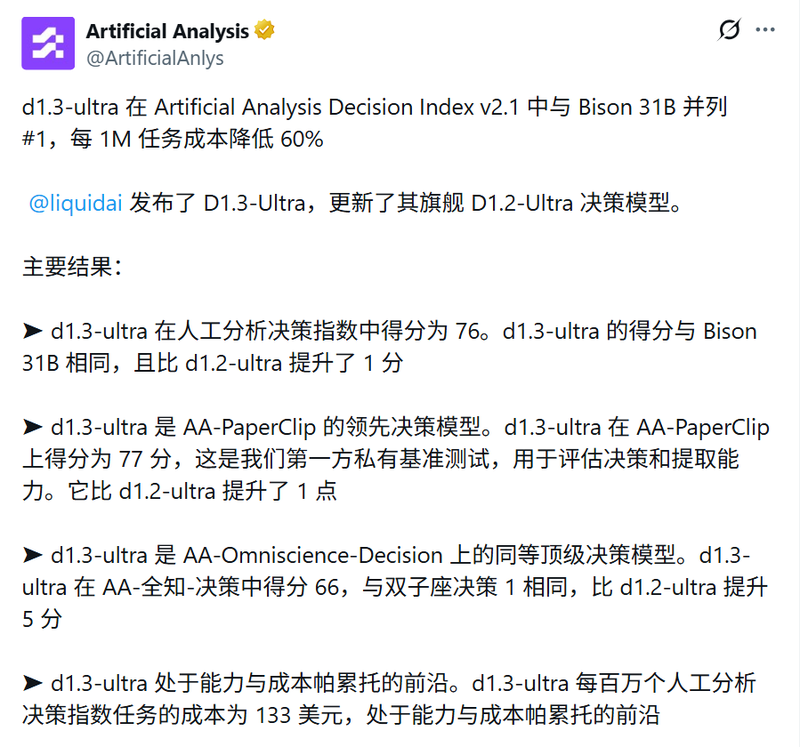 Artificial Analysis
@ArtificialAnlys
d1.3-ultra 在 Artificial Analysis Decision Index v2.1 中与 Bison 31B 并列
#1，每 1M 任务成本降低 60%
@liquidai 发布了 D1.3-Ultra，更新了其旗舰 D1.2-Ultra 决策模型。
主要结果：
➤ d1.3-ultra 在人工分析决策指数中得分为 76。d1.3-ultra 的得分与 Bison
31B 相同，且比 d1.2-ultra 提升了 1 分
➤ d1.3-ultra 是 AA-PaperClip 的领先决策模型。d1.3-ultra 在 AA-PaperClip
上得分为 77 分，这是我们第一方私有基准测试，用于评估决策和提取能
力。它比 d1.2-ultra 提升了 1 点
➤ d1.3-ultra 是 AA-Omniscience-Decision 上的同等顶级决策模型。d1.3-
ultra 在 AA-全知-决策中得分 66，与双子座决策 1 相同，比 d1.2-ultra 提升
5 分
➤ d1.3-ultra 处于能力与成本帕累托的前沿。d1.3-ultra 每百万个人工分析
决策指数任务的成本为 133 美元，处于能力与成本帕累托的前沿